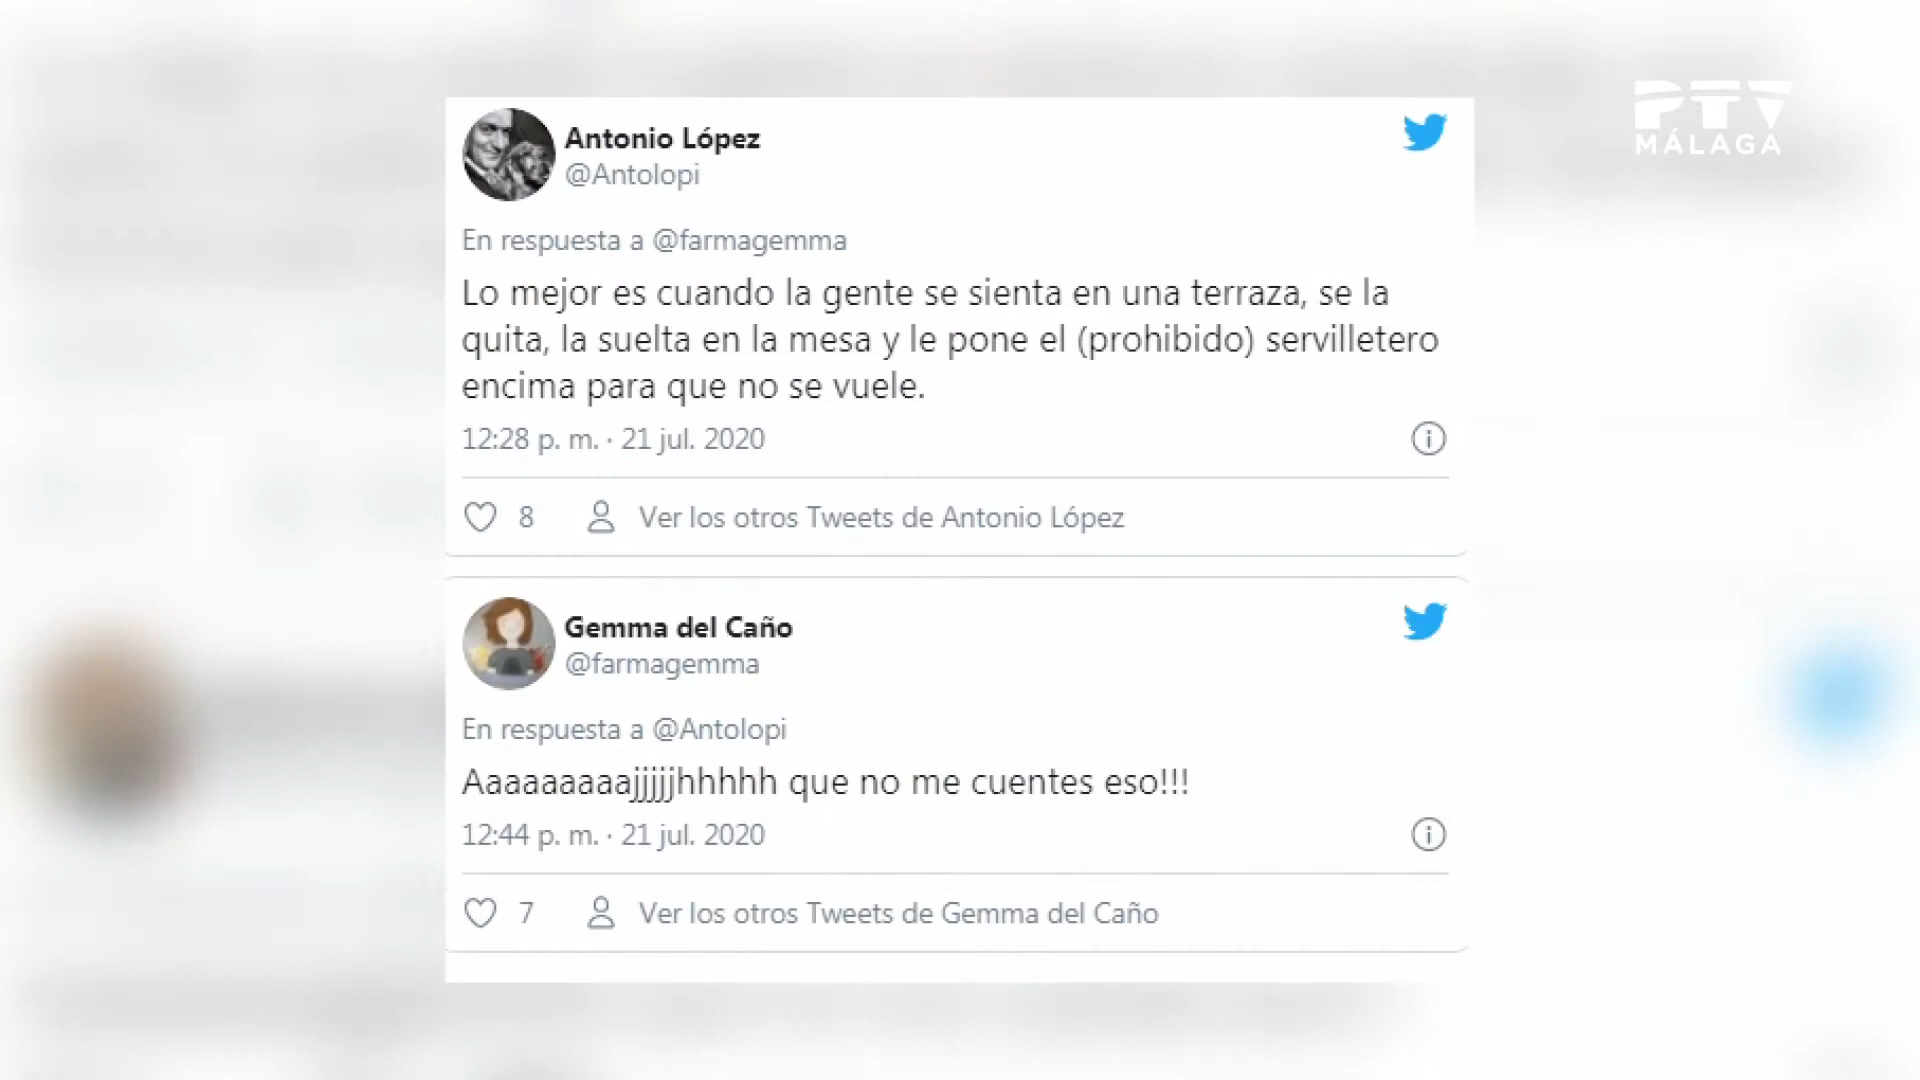 PTV
MÁLAGA
Antonio López
@Antolopi
En respuesta a @farmagemma
Lo mejor es cuando la gente se sienta en una terraza, se la
quita, la suelta en la mesa y le pone el (prohibido) servilletero
encima para que no se vuele.
12:28 p. m. · 21 jul. 2020
8 Ver los otros Tweets de Antonio López
Gemma del Caño
@farmagemma
En respuesta a @Antolopi
Aaaaaaaaajjjjjhhhhh que no me cuentes eso!!!
12:44 p. m. · 21 jul. 2020
7 Ver los otros Tweets de Gemma del Caño